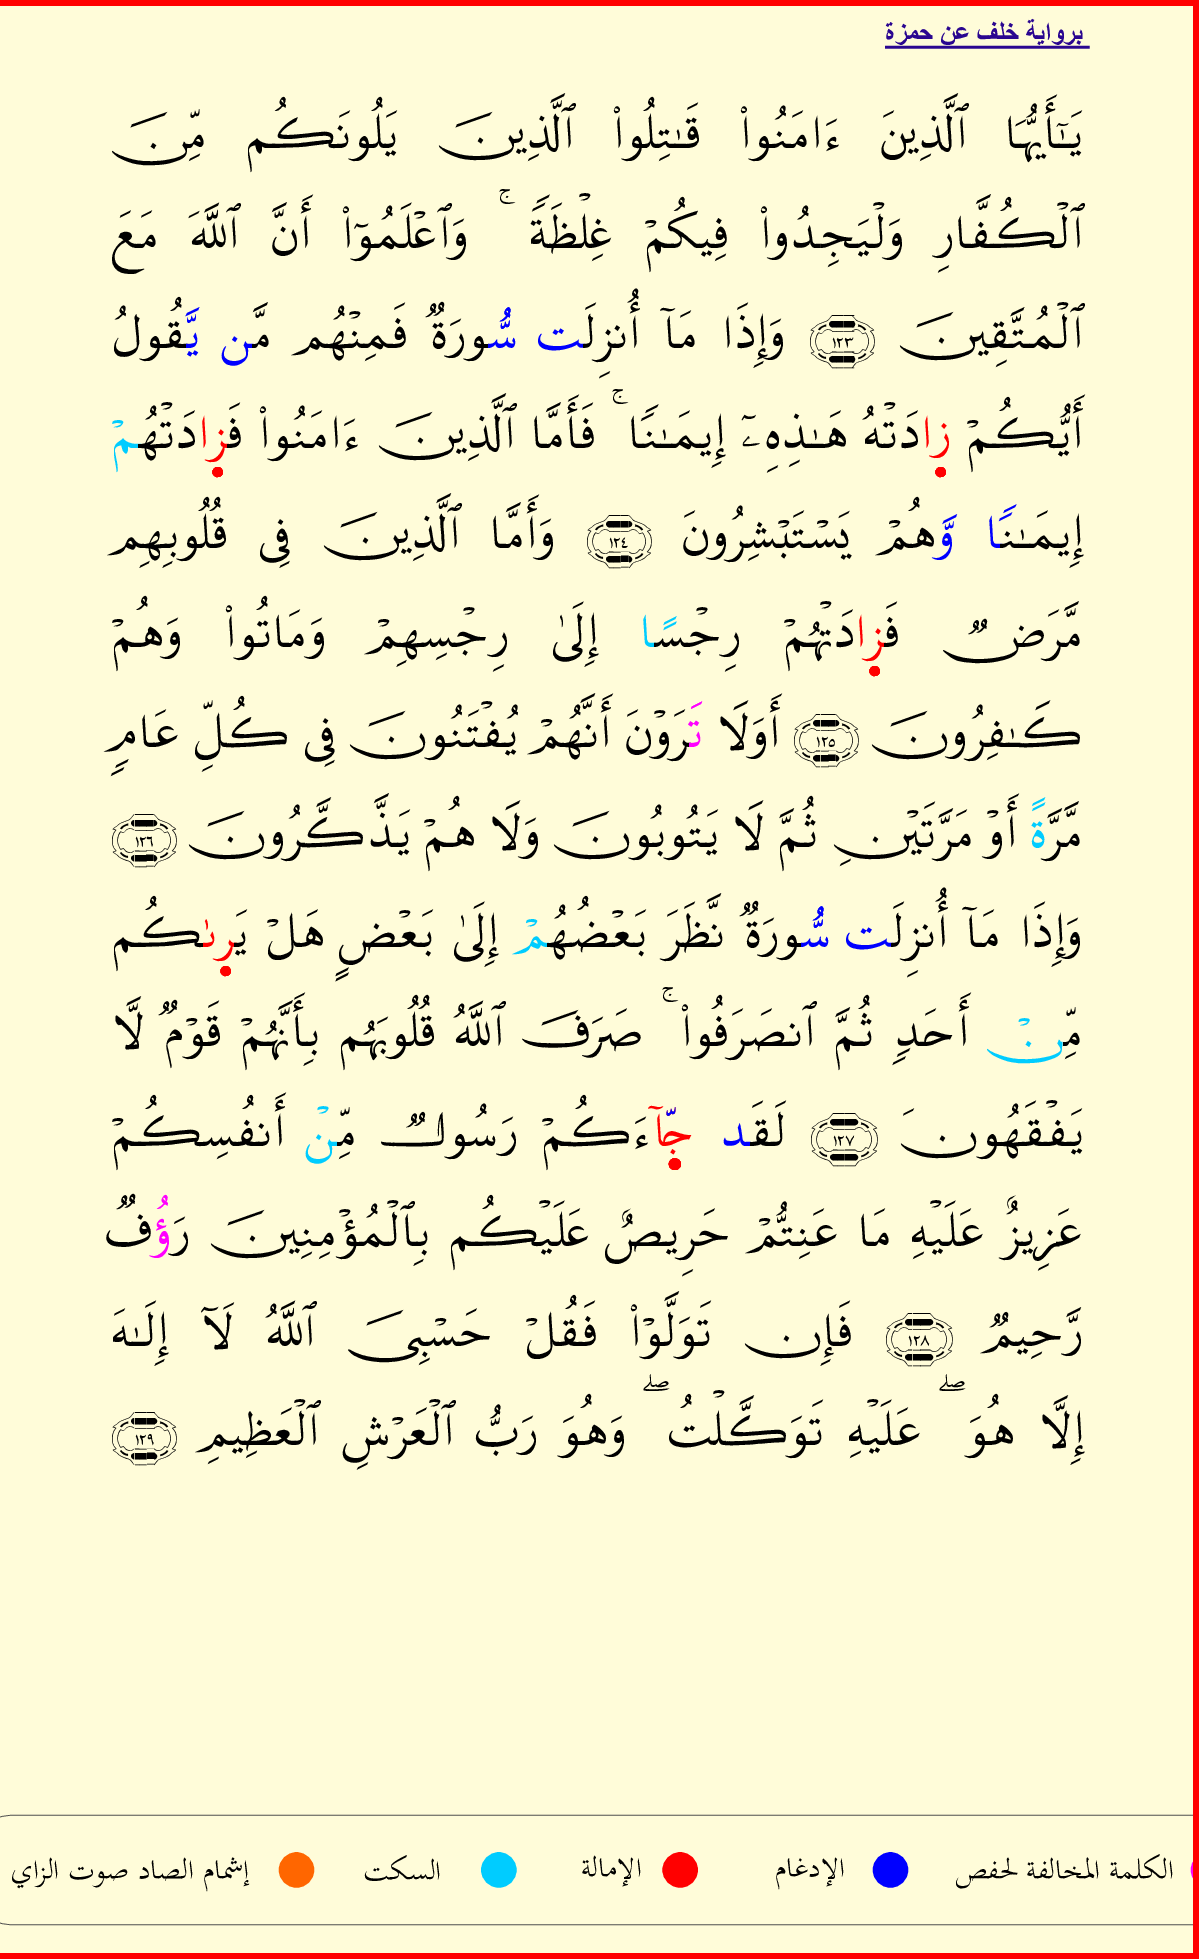 برواية خلف عن حمزة
يَـٰٓأَيُّهَا ٱلَّذِينَ ءَامَنُوا۟ قَـٰتِلُوا۟ ٱلَّذِينَ يَلُونَكُم مِّنَ
ٱلْكُفَّارِ وَلْيَجِدُوا۟ فِيكُمْ غِلْظَةً ۚ وَٱعْلَمُوٓا۟ أَنَّ ٱللَّهَ مَعَ
ٱلْمُتَّقِينَ ١٢٣ وَإِذَا مَآ أُنزِلَت سُّورَةٌ فَمِنْهُم مَّن يَّقُولُ
أَيُّكُمْ زَادَتْهُ هَـٰذِهِۦٓ إِيمَـٰنًا ۚ فَأَمَّا ٱلَّذِينَ ءَامَنُوا۟ فَزَادَتْهُمْ
إِيمَـٰنًا وَّهُمْ يَسْتَبْشِرُونَ ١٢٤ وَأَمَّا ٱلَّذِينَ فِى قُلُوبِهِم
مَّرَضٌ فَزَادَتْهُمْ رِجْسًا إِلَىٰ رِجْسِهِمْ وَمَاتُوا۟ وَهُمْ
كَـٰفِرُونَ ١٢٥ أَوَلَا تَرَوْنَ أَنَّهُمْ يُفْتَنُونَ فِى كُلِّ عَامٍ
مَّرَّةً أَوْ مَرَّتَيْنِ ثُمَّ لَا يَتُوبُونَ وَلَا هُمْ يَذَّكَّرُونَ ١٢٦
وَإِذَا مَآ أُنزِلَت سُّورَةٌ نَّظَرَ بَعْضُهُمْ إِلَىٰ بَعْضٍ هَلْ يَرىٰكُم
مِّنْ أَحَدٍ ثُمَّ ٱنصَرَفُوا۟ ۚ صَرَفَ ٱللَّهُ قُلُوبَهُم بِأَنَّهُمْ قَوْمٌ لَّا
يَفْقَهُونَ ١٢٧ لَقَد جَّآءَكُمْ رَسُولٌ مِّنْ أَنفُسِكُمْ
عَزِيزٌ عَلَيْهِ مَا عَنِتُّمْ حَرِيصٌ عَلَيْكُم بِٱلْمُؤْمِنِينَ رَؤُفٌ
رَّحِيمٌ ١٢٨ فَإِن تَوَلَّوْا۟ فَقُلْ حَسْبِىَ ٱللَّهُ لَآ إِلَـٰهَ
إِلَّا هُوَ ۖ عَلَيْهِ تَوَكَّلْتُ ۖ وَهُوَ رَبُّ ٱلْعَرْشِ ٱلْعَظِيمِ ١٢٩
الكلمة المخالفة لحفص الإدغام الإمالة السكت إشمام الصاد صوت الزاي